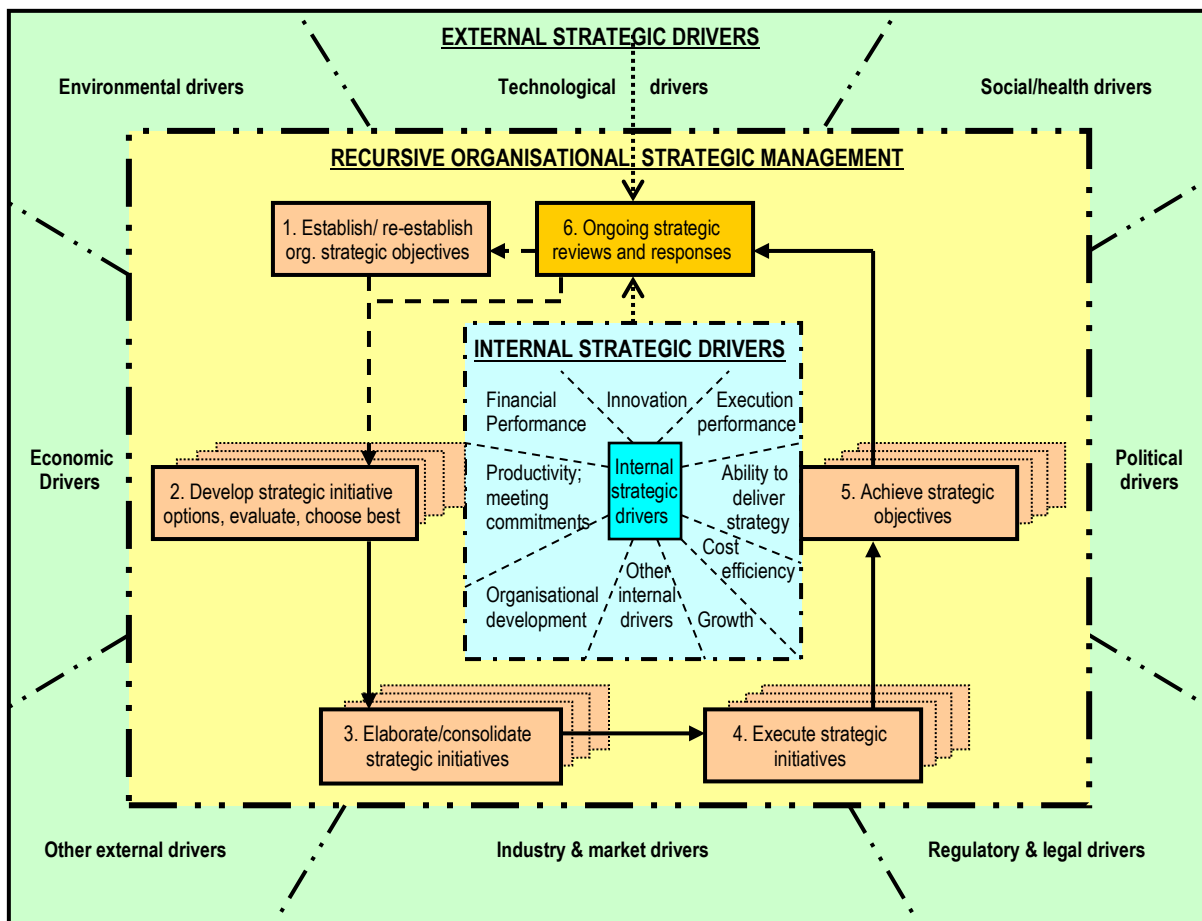 EXTERNAL STRATEGIC DRIVERS
Environmental drivers
Technological drivers
Social/health drivers
RECURSIVE ORGANISATIONAL STRATEGIC MANAGEMENT
1. Establish/ re-establish
org. strategic objectives
6. Ongoing strategic
reviews and responses
INTERNAL STRATEGIC DRIVERS
Financial
Performance
Innovation
Execution
performance
Economic
Drivers
2. Develop strategic initiative
options, evaluate, choose best
Productivity;
meeting
commitments
Internal
strategic
drivers
Ability to
deliver
strategy
5. Achieve strategic
objectives
Political
drivers
Organisational
development
Other
internal
drivers
Growth
Cost
efficiency
3. Elaborate/consolidate
strategic initiatives
4. Execute strategic
initiatives
Other external drivers
Industry & market drivers
Regulatory & legal drivers